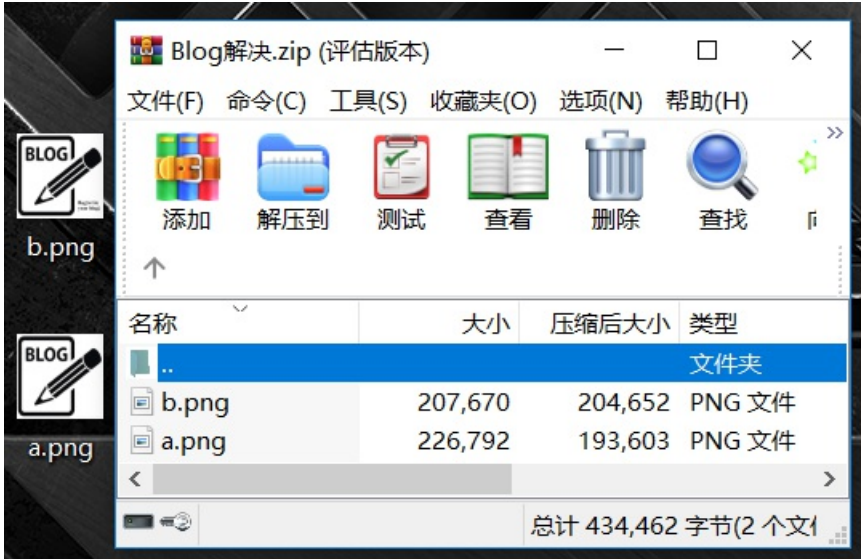 Blog解决.zip (评估版本)
文件(F) 命令(C) 工具(S) 收藏夹(O) 选项(N) 帮助(H)
添加 解压到 测试 查看 删除 查找
名称 大小 压缩后大小 类型
.. 文件夹
b.png 207,670 204,652 PNG 文件
a.png 226,792 193,603 PNG 文件
总计 434,462 字节(2 个文
BLOG
b.png
BLOG
a.png